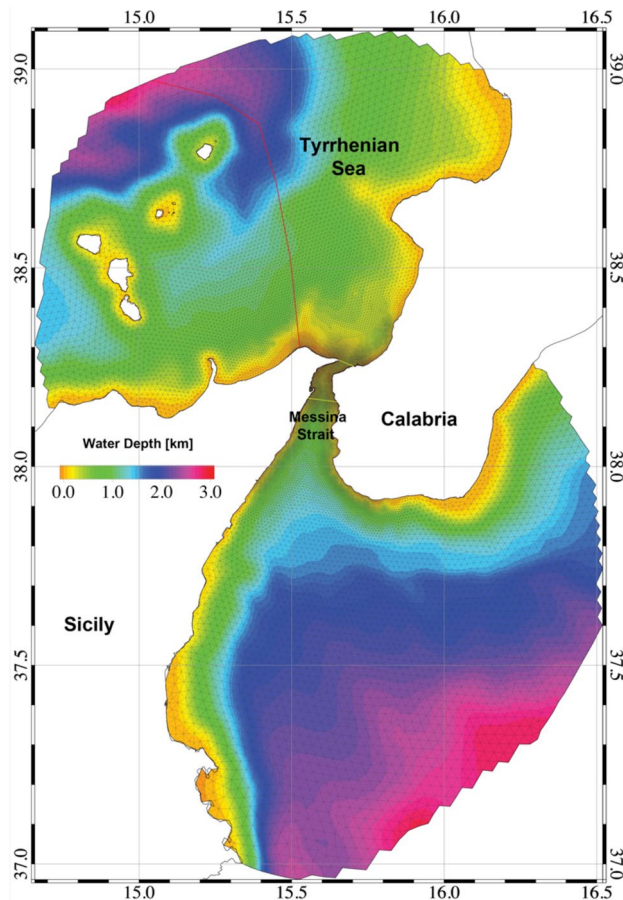 15.0 15.5 16.0 16.5
39.0 39.0
Tyrrhenian
Sea
38.5 38.5
Messina
Strait
Calabria
Water Depth [km]
0.0 1.0 2.0 3.0
38.0 38.0
Sicily
37.5 37.5
37.0 37.0
15.0 15.5 16.0 16.5